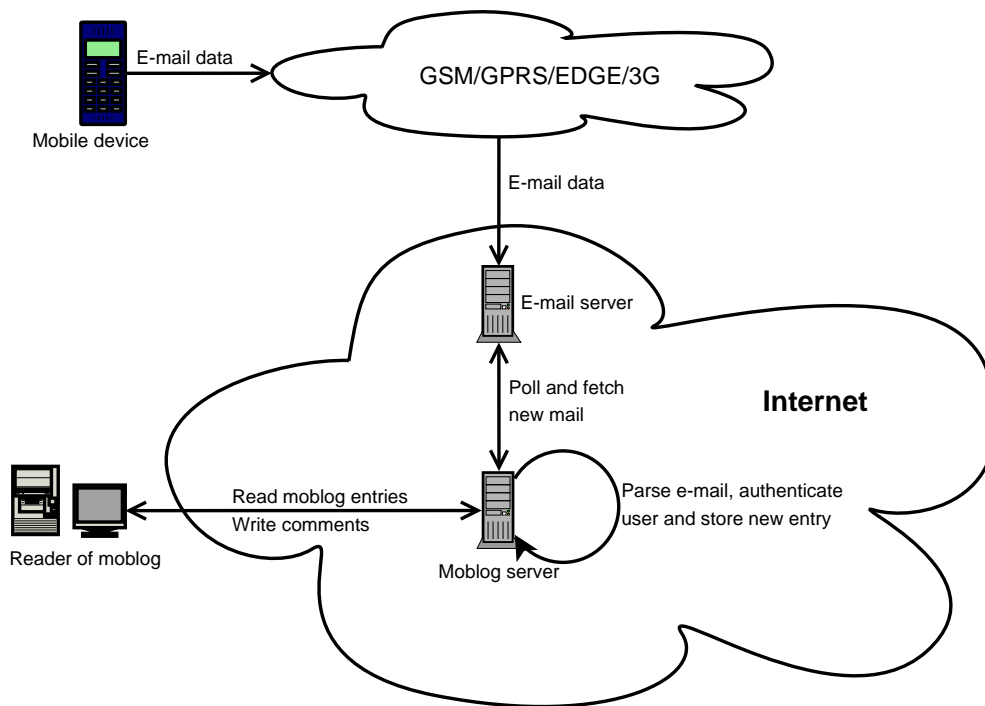 E-mail data
GSM/GPRS/EDGE/3G
Mobile device
E-mail data
E-mail server
Poll and fetch
new mail
Internet
Read moblog entries
Write comments
Parse e-mail, authenticate
user and store new entry
Reader of moblog
Moblog server